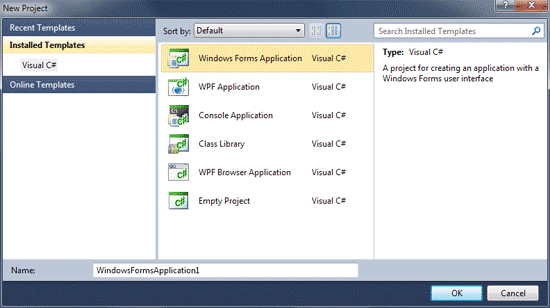 New Project
Recent Templates
Installed Templates
Visual C#
Online Templates
Sort by: Default
Search Installed Templates
Windows Forms Application Visual C#
WPF Application Visual C#
Console Application Visual C#
Class Library Visual C#
WPF Browser Application Visual C#
Empty Project Visual C#
Type: Visual C#
A project for creating an application with a
Windows Forms user interface
Name: WindowsFormsApplication1
OK Cancel